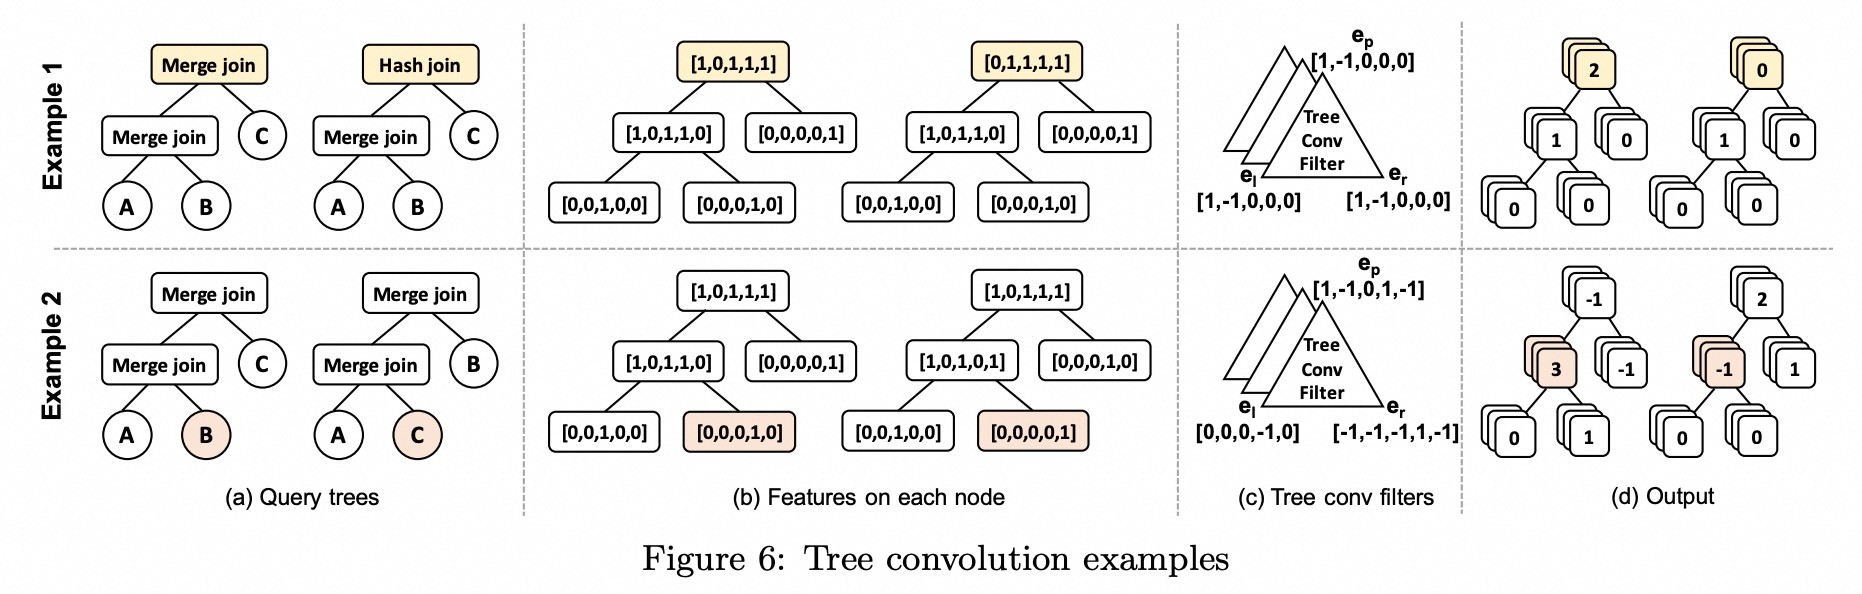 Example 1
Merge join
Hash join
Merge join
C
Merge join
C
A
B
A
B
[1,0,1,1,1]
[0,1,1,1,1]
[1,0,1,1,0]
[0,0,0,0,1]
[1,0,1,1,0]
[0,0,0,0,1]
[0,0,1,0,0]
[0,0,0,1,0]
[0,0,1,0,0]
[0,0,0,1,0]
ep
[1,-1,0,0,0]
Tree
Conv
Filter
el
er
[1,-1,0,0,0]
[1,-1,0,0,0]
2
0
1
0
1
0
0
0
0
0
Example 2
Merge join
Merge join
Merge join
C
Merge join
B
A
B
A
C
[1,0,1,1,1]
[1,0,1,1,1]
[1,0,1,1,0]
[0,0,0,0,1]
[1,0,1,0,1]
[0,0,0,1,0]
[0,0,1,0,0]
[0,0,0,1,0]
[0,0,1,0,0]
[0,0,0,0,1]
ep
[1,-1,0,1,-1]
Tree
Conv
Filter
el
er
[0,0,0,-1,0]
[-1,-1,-1,1,-1]
-1
2
3
-1
-1
1
0
1
0
0
(a) Query trees
(b) Features on each node
(c) Tree conv filters
(d) Output
Figure 6: Tree convolution examples